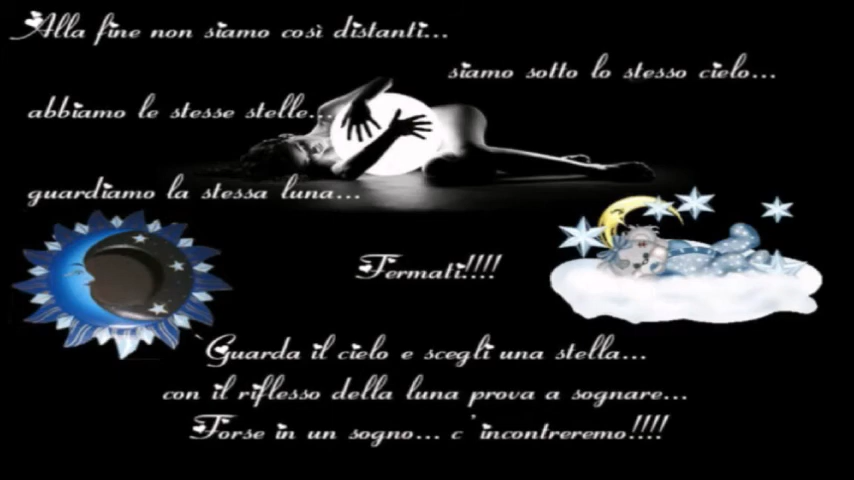 Alla fine non siamo così distanti...
siamo sotto lo stesso cielo...
abbiamo le stesse stelle...
guardiamo la stessa luna...
Fermati!!!!
`Guarda il cielo e scegli una stella...
con il riflesso della luna prova a sognare...
Forse in un sogno... c'incontreremo!!!!